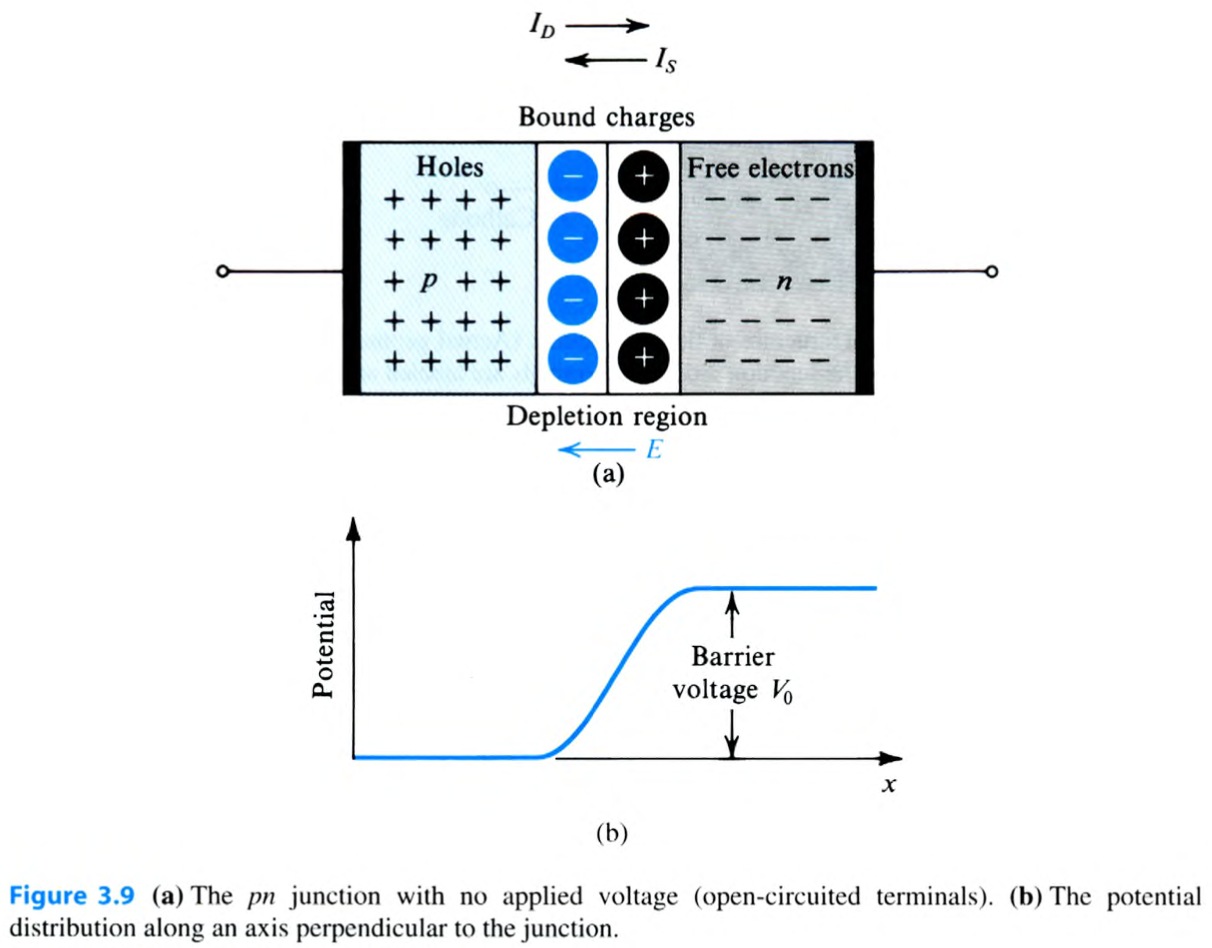 I_D
I_S
Bound charges
Holes
Free electrons
+ + + +
− − − −
+ + + +
− − − −
+ p + +
− − n −
+ + + +
− − − −
+ + + +
− − − −
− +
− +
− +
− +
Depletion region
E
(a)
Potential
Barrier
voltage V_0
x
(b)
Figure 3.9 (a) The pn junction with no applied voltage (open-circuited terminals). (b) The potential
distribution along an axis perpendicular to the junction.